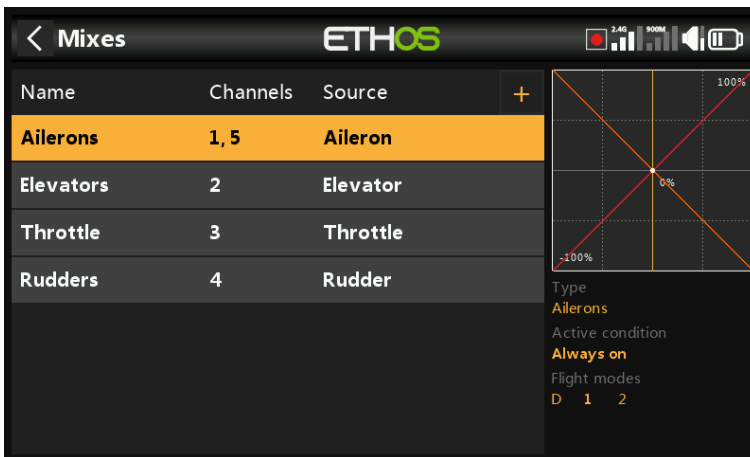 Mixes ETHOS 2.4G 900M
Name Channels Source +
Ailerons 1, 5 Aileron
Elevators 2 Elevator
Throttle 3 Throttle
Rudders 4 Rudder
100%
0%
-100%
Type
Ailerons
Active condition
Always on
Flight modes
D 1 2